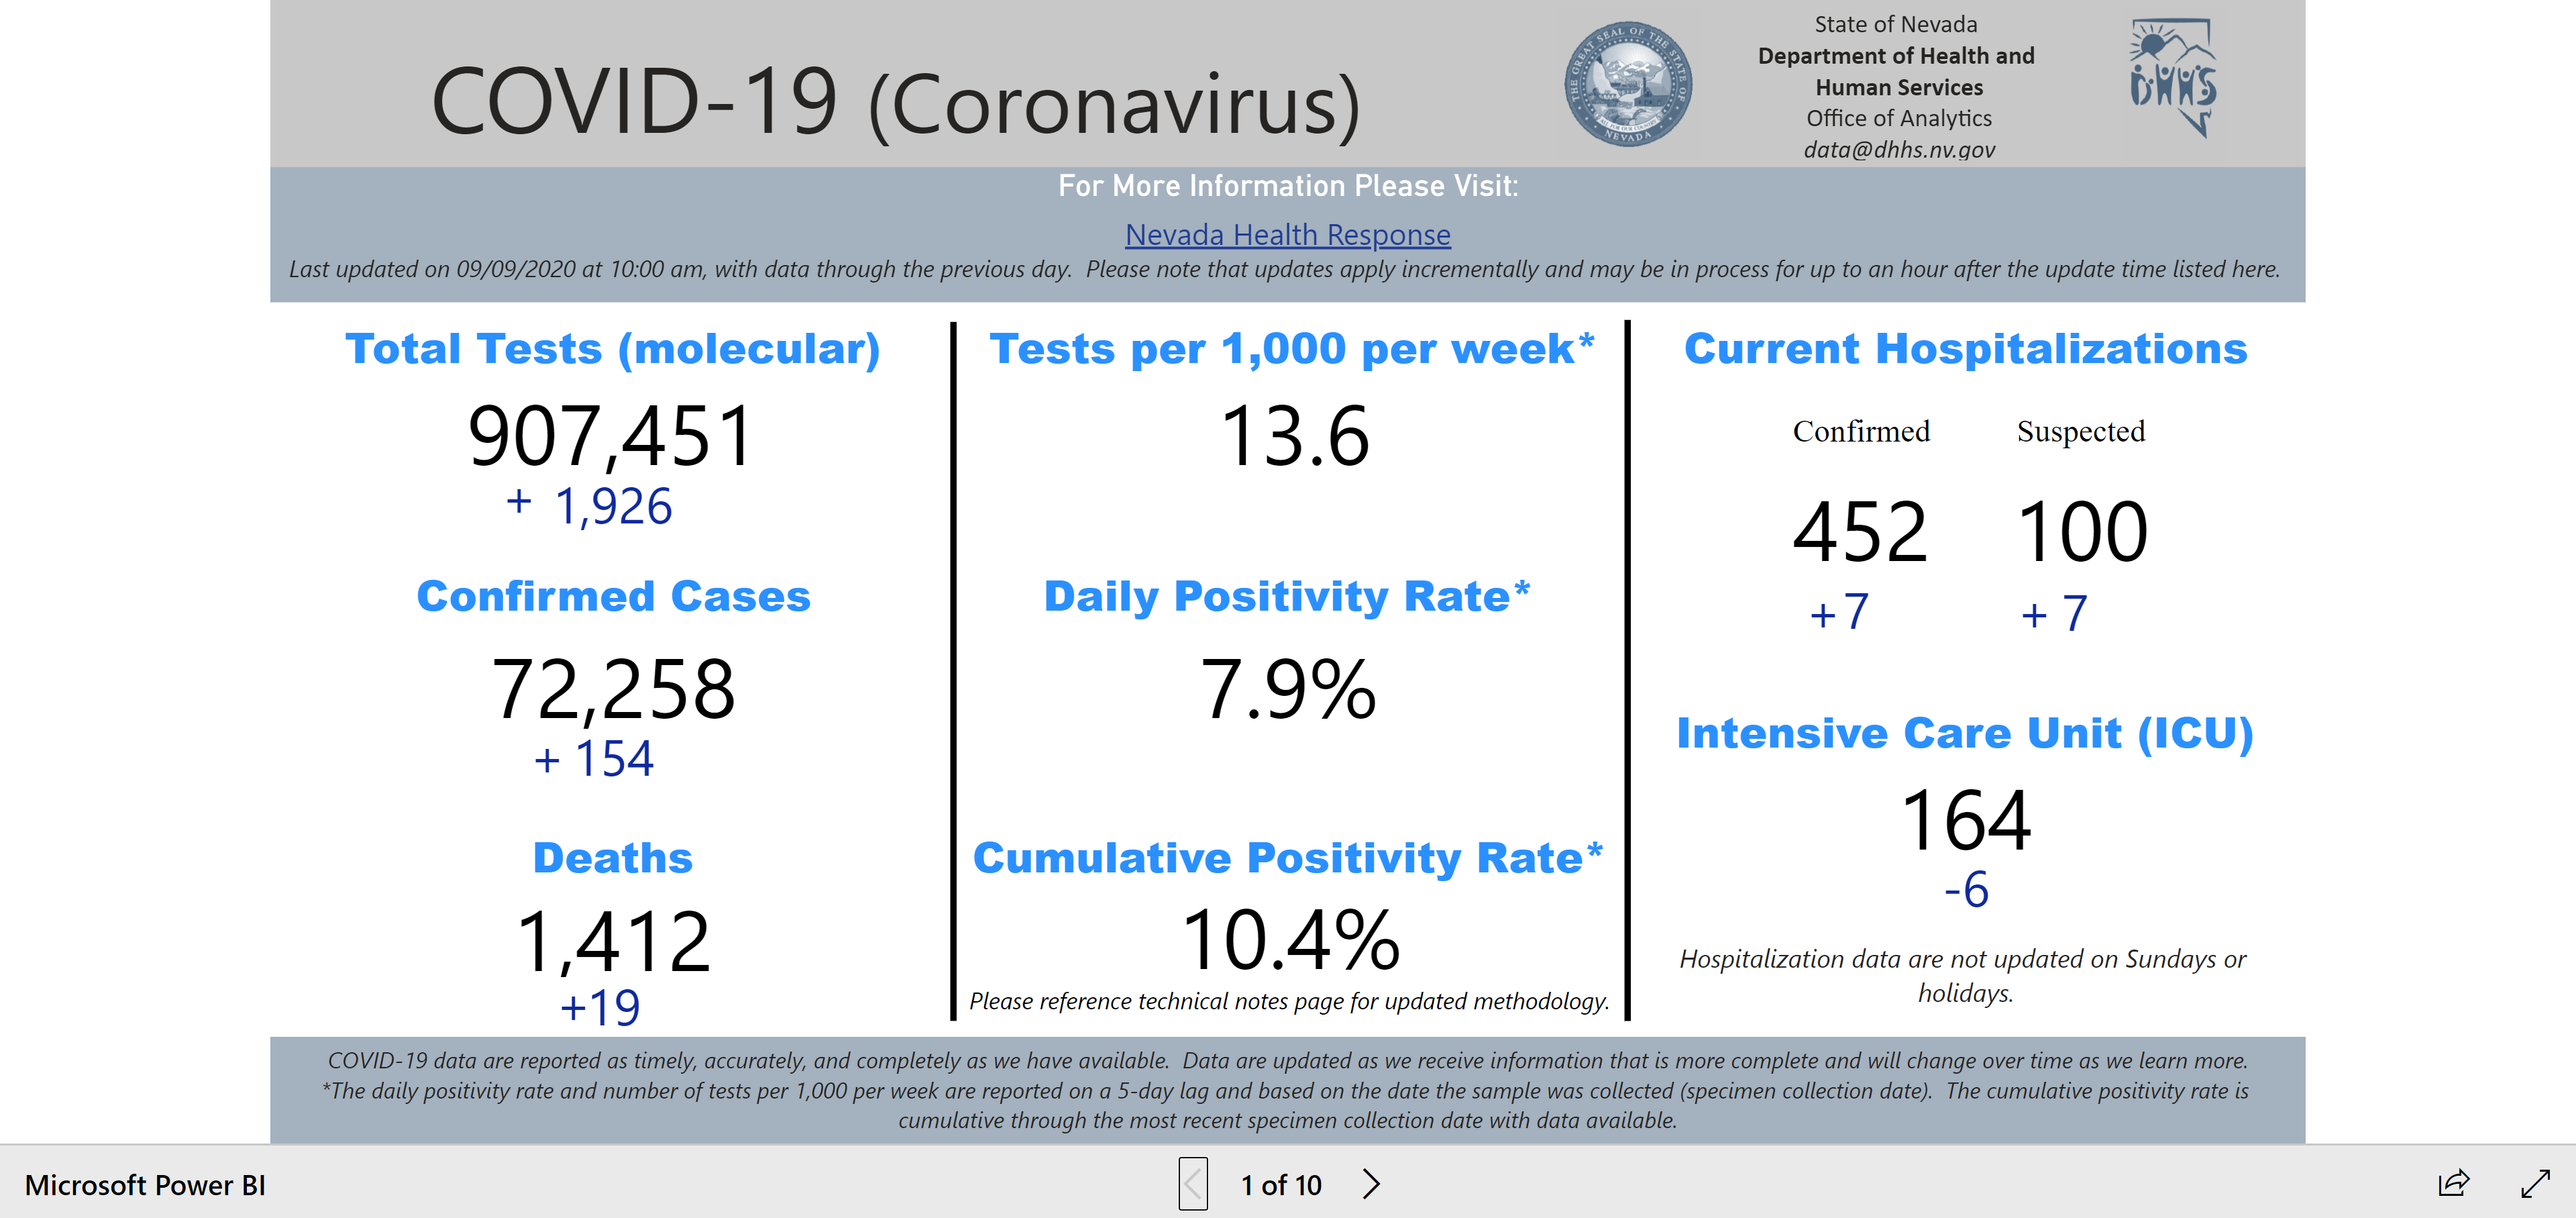 COVID-19 (Coronavirus)
THE GREAT SEAL OF THE STATE OF
ALL FOR OUR COUNTRY
NEVADA
State of Nevada
Department of Health and
Human Services
Office of Analytics
data@dhhs.nv.gov
DHHS
For More Information Please Visit:
Nevada Health Response
Last updated on 09/09/2020 at 10:00 am, with data through the previous day.  Please note that updates apply incrementally and may be in process for up to an hour after the update time listed here.
Total Tests (molecular)
907,451
+ 1,926
Confirmed Cases
72,258
+ 154
Deaths
1,412
+19
Tests per 1,000 per week*
13.6
Daily Positivity Rate*
7.9%
Cumulative Positivity Rate*
10.4%
Please reference technical notes page for updated methodology.
Current Hospitalizations
Confirmed Suspected
452 100
+7 + 7
Intensive Care Unit (ICU)
164
-6
Hospitalization data are not updated on Sundays or
holidays.
COVID-19 data are reported as timely, accurately, and completely as we have available.  Data are updated as we receive information that is more complete and will change over time as we learn more.
*The daily positivity rate and number of tests per 1,000 per week are reported on a 5-day lag and based on the date the sample was collected (specimen collection date).  The cumulative positivity rate is
cumulative through the most recent specimen collection date with data available.
Microsoft Power BI
1 of 10